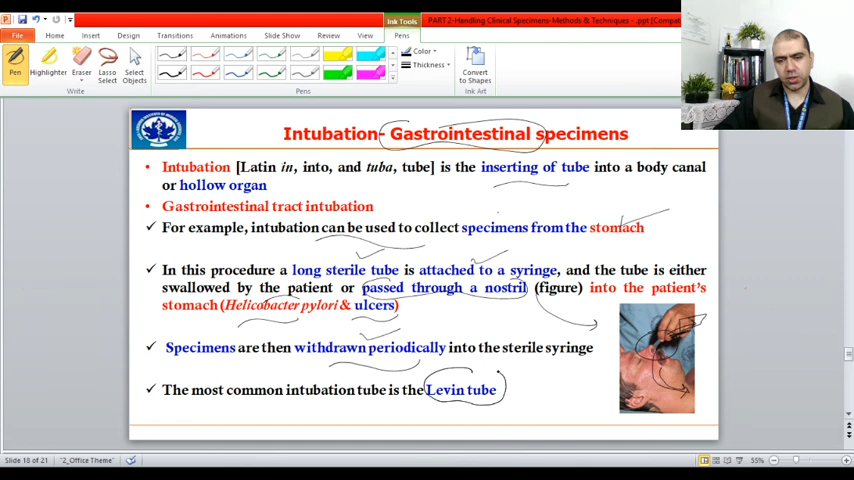 Ink Tools
PART 2-Handling Clinical Specimens-Methods & Techniques - .ppt [Compat
File Home Insert Design Transitions Animations Slide Show Review View Pens
Pen Highlighter Eraser Lasso Select Select Objects
Color
Thickness
Convert to Shapes
Write Pens Ink Art
Intubation- Gastrointestinal specimens
• Intubation [Latin in, into, and tuba, tube] is the inserting of tube into a body canal
or hollow organ
• Gastrointestinal tract intubation
✓ For example, intubation can be used to collect specimens from the stomach
✓ In this procedure a long sterile tube is attached to a syringe, and the tube is either
swallowed by the patient or passed through a nostril (figure) into the patient's
stomach (Helicobacter pylori & ulcers)
✓ Specimens are then withdrawn periodically into the sterile syringe
✓ The most common intubation tube is the Levin tube
Slide 18 of 21 "2_Office Theme" 55%